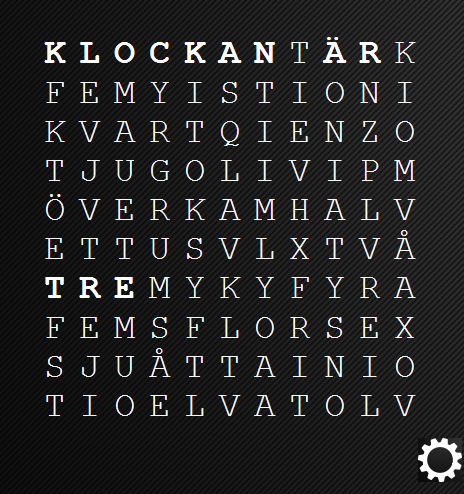 KLOCKANTÄRK
FEMYISTIONI
KVARTQIENZO
TJUGOLIVIPM
ÖVERKAMHALV
ETTUSVLXTVÅ
TREMYKYFYRA
FEMSFLORSEX
SJUÅTTAINIO
TIOELVATOLV